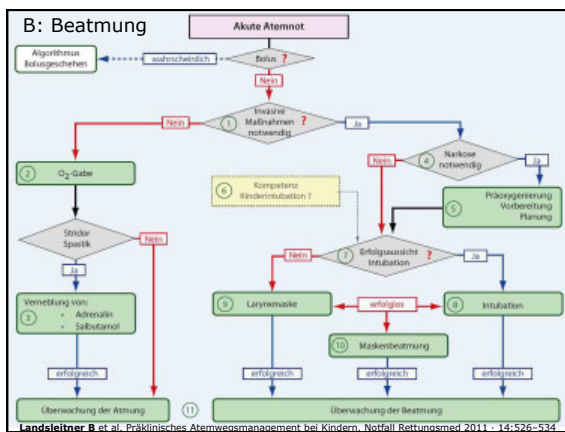 B: Beatmung
Akute Atemnot
Algorithmus
Bolusgeschehen
wahrscheinlich
Bolus ?
Nein
Invasive
Maßnahmen ?
notwendig
1
Nein
Ja
2
O2-Gabe
4
Narkose
notwendig
Nein
Ja
6
Kompetenz
Kinderintubation ?
5
Präoxygenierung
Vorbereitung
Planung
Stridor
Spastik
Nein
Ja
7
Erfolgsaussicht ?
Intubation
Nein
Ja
Verneblung von:
3
- Adrenalin
- Salbutamol
9
Larynxmaske
erfolglos
8
Intubation
10
Maskenbeatmung
erfolgreich
erfolgreich
erfolgreich
erfolgreich
Überwachung der Atmung
11
Überwachung der Beatmung
Landsleitner B et al. Präklinisches Atemwegsmanagement bei Kindern. Notfall Rettungsmed 2011 · 14:526–534